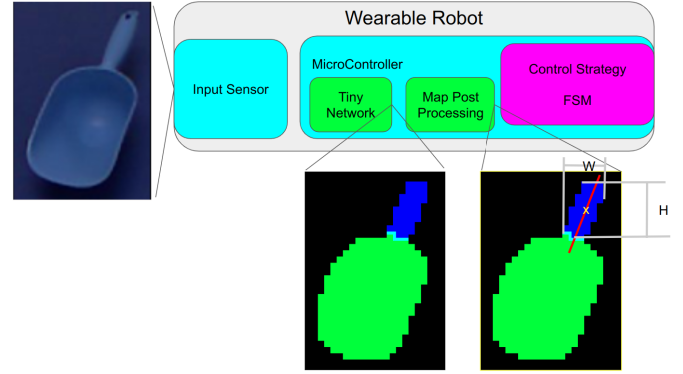 Wearable Robot
Input Sensor
MicroController
Tiny
Network
Map Post
Processing
Control Strategy
FSM
W
H
x